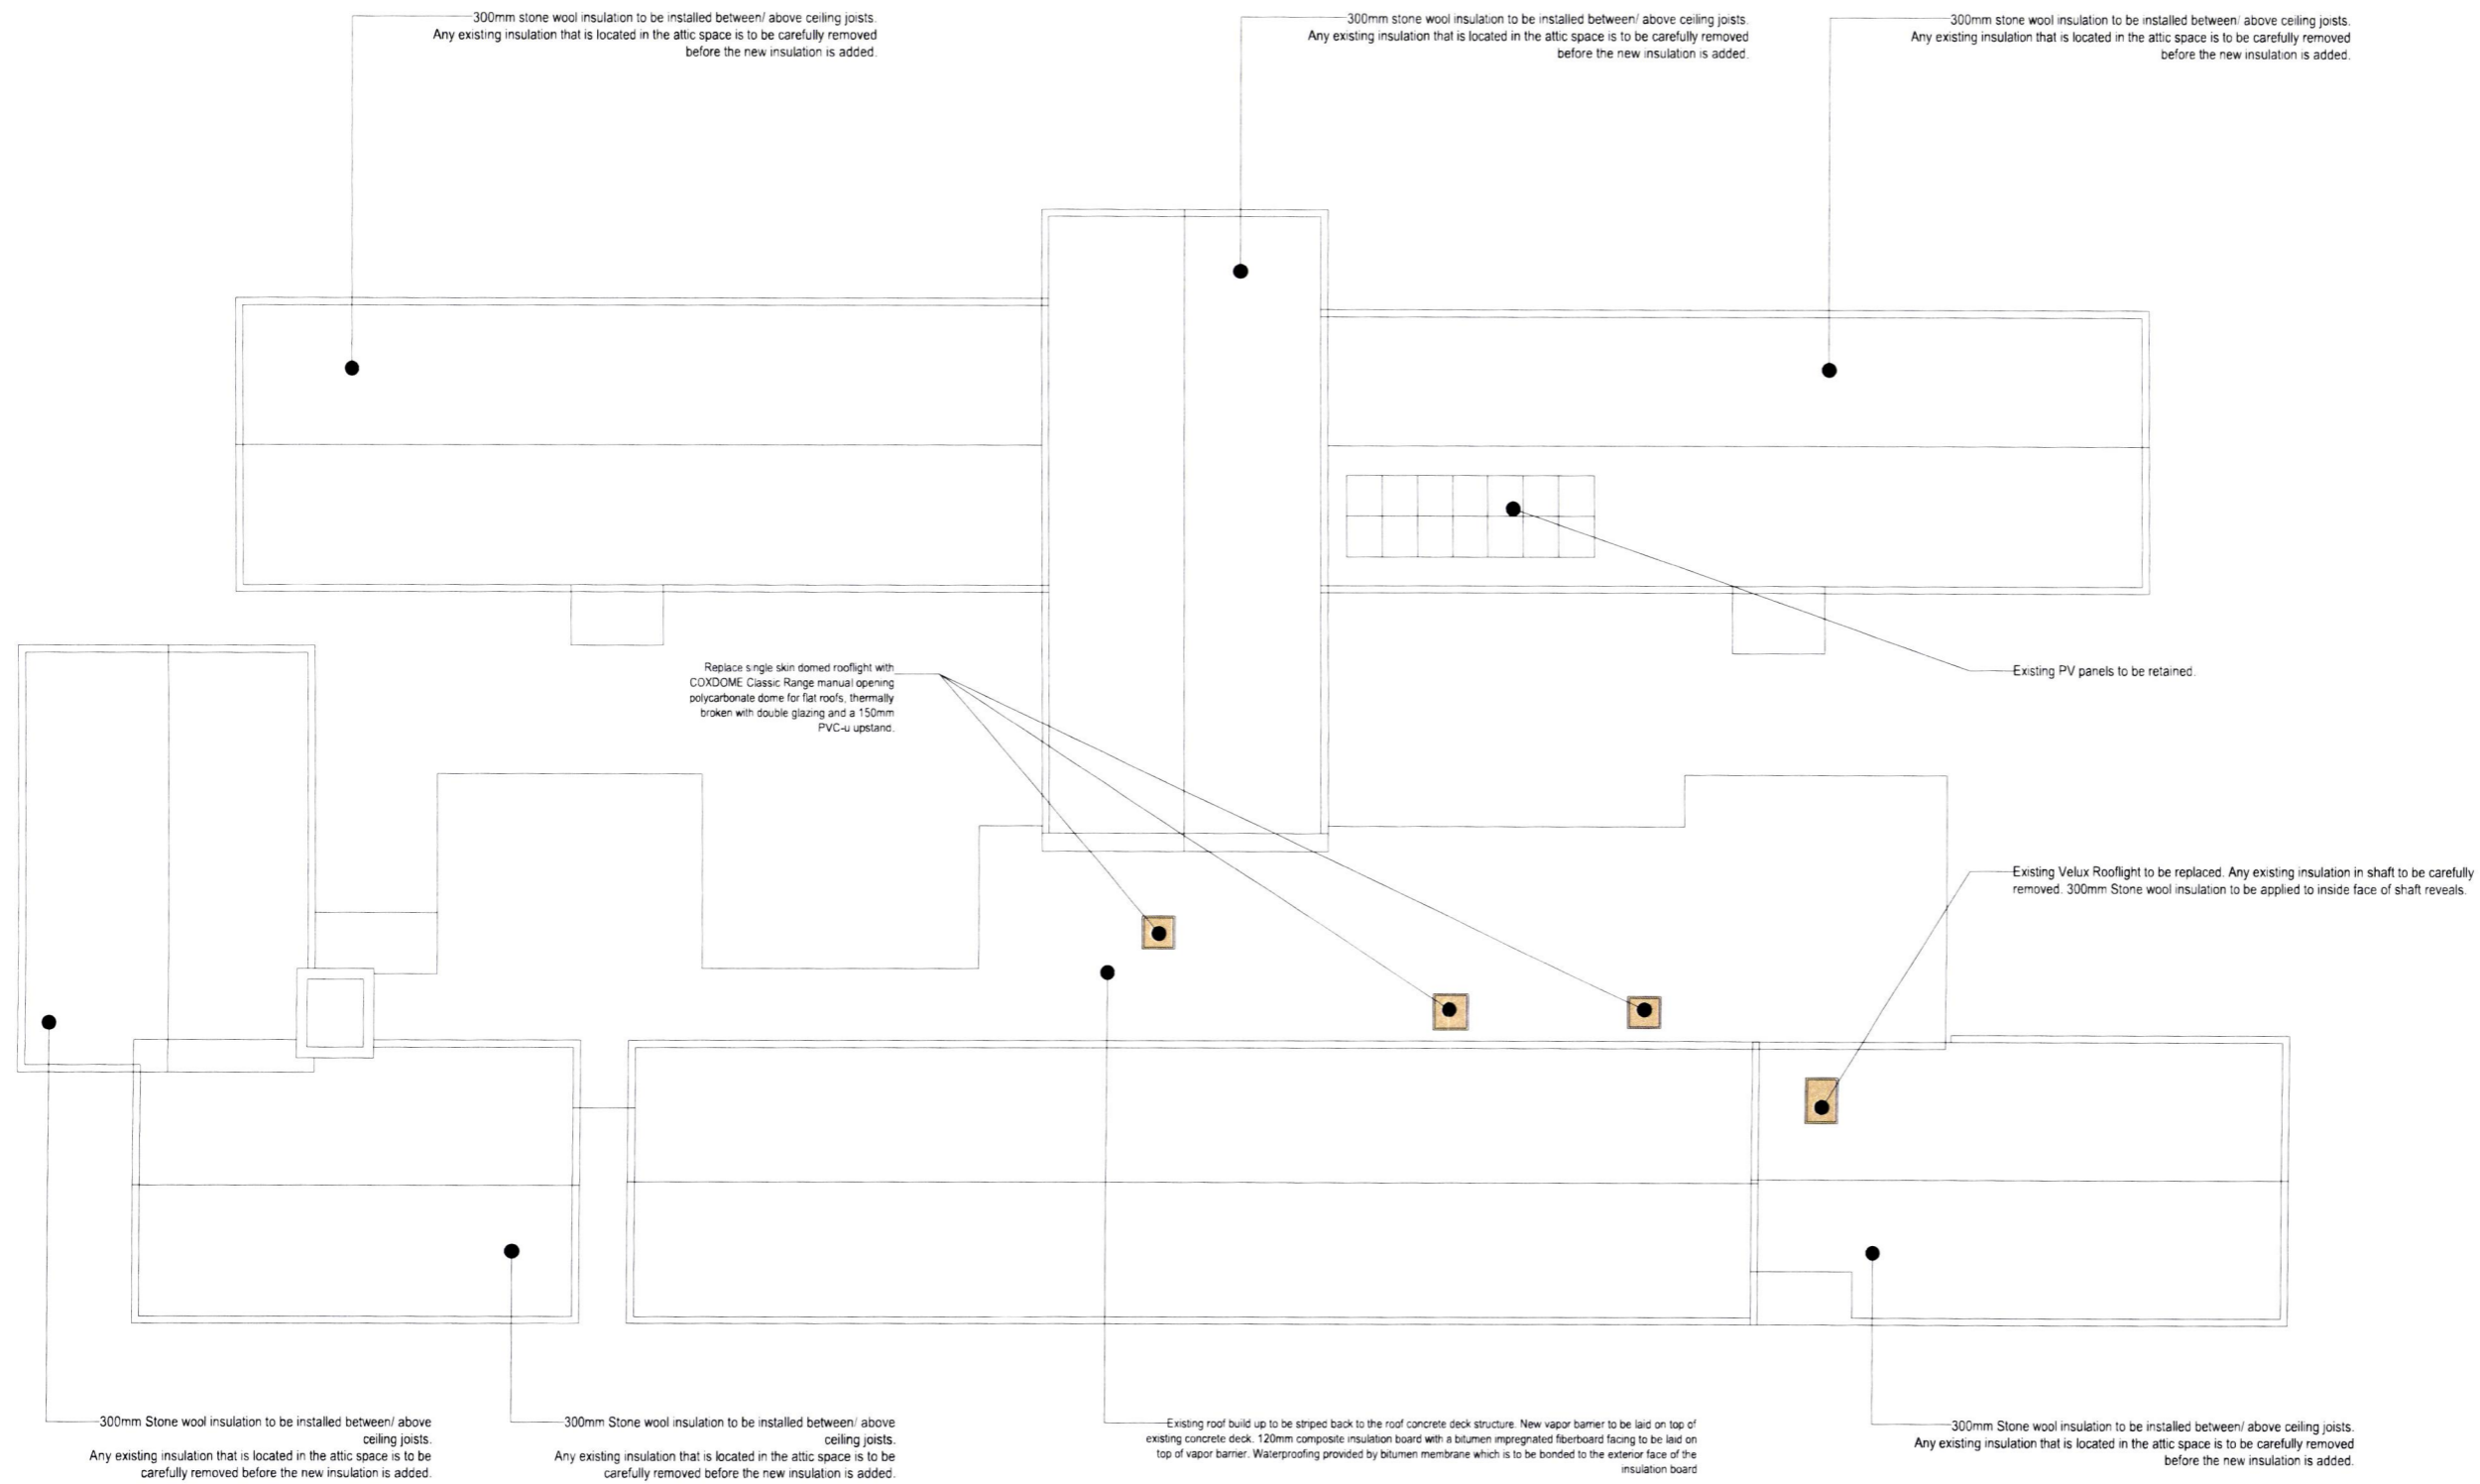 300mm stone wool insulation to be installed between/ above ceiling joists.
Any existing insulation that is located in the attic space is to be carefully removed
before the new insulation is added.
300mm stone wool insulation to be installed between/ above ceiling joists.
Any existing insulation that is located in the attic space is to be carefully removed
before the new insulation is added.
300mm stone wool insulation to be installed between/ above ceiling joists.
Any existing insulation that is located in the attic space is to be carefully removed
before the new insulation is added.
Replace single skin domed rooflight with
COXDOME Classic Range manual opening
polycarbonate dome for flat roofs, thermally
broken with double glazing and a 150mm
PVC-u upstand.
Existing PV panels to be retained.
Existing Velux Rooflight to be replaced. Any existing insulation in shaft to be carefully
removed. 300mm Stone wool insulation to be applied to inside face of shaft reveals.
300mm Stone wool insulation to be installed between/ above
ceiling joists.
Any existing insulation that is located in the attic space is to be
carefully removed before the new insulation is added.
300mm Stone wool insulation to be installed between/ above
ceiling joists.
Any existing insulation that is located in the attic space is to be
carefully removed before the new insulation is added.
Existing roof build up to be striped back to the roof concrete deck structure. New vapor barrier to be laid on top of
existing concrete deck. 120mm composite insulation board with a bitumen impregnated fiberboard facing to be laid on
top of vapor barrier. Waterproofing provided by bitumen membrane which is to be bonded to the exterior face of the
insulation board
300mm Stone wool insulation to be installed between/ above ceiling joists.
Any existing insulation that is located in the attic space is to be carefully removed
before the new insulation is added.